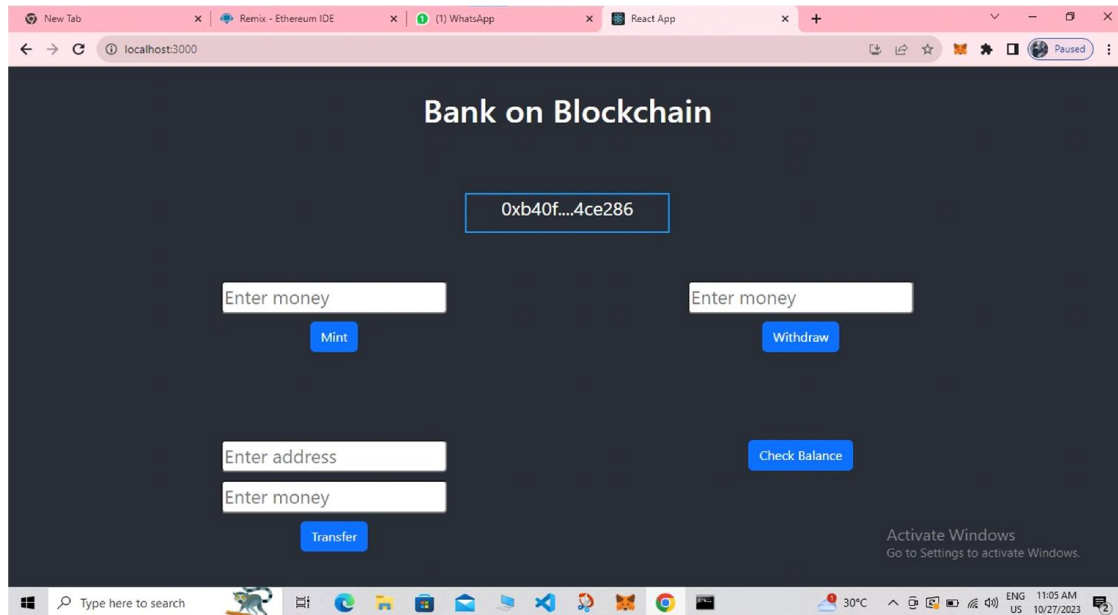 New Tab
Remix - Ethereum IDE
(1) WhatsApp
React App
localhost:3000
Paused
Bank on Blockchain
0xb40f....4ce286
Enter money
Enter money
Mint
Withdraw
Enter address
Check Balance
Enter money
Transfer
Activate Windows
Go to Settings to activate Windows.
Type here to search
30°C
ENG
US
11:05 AM
10/27/2023